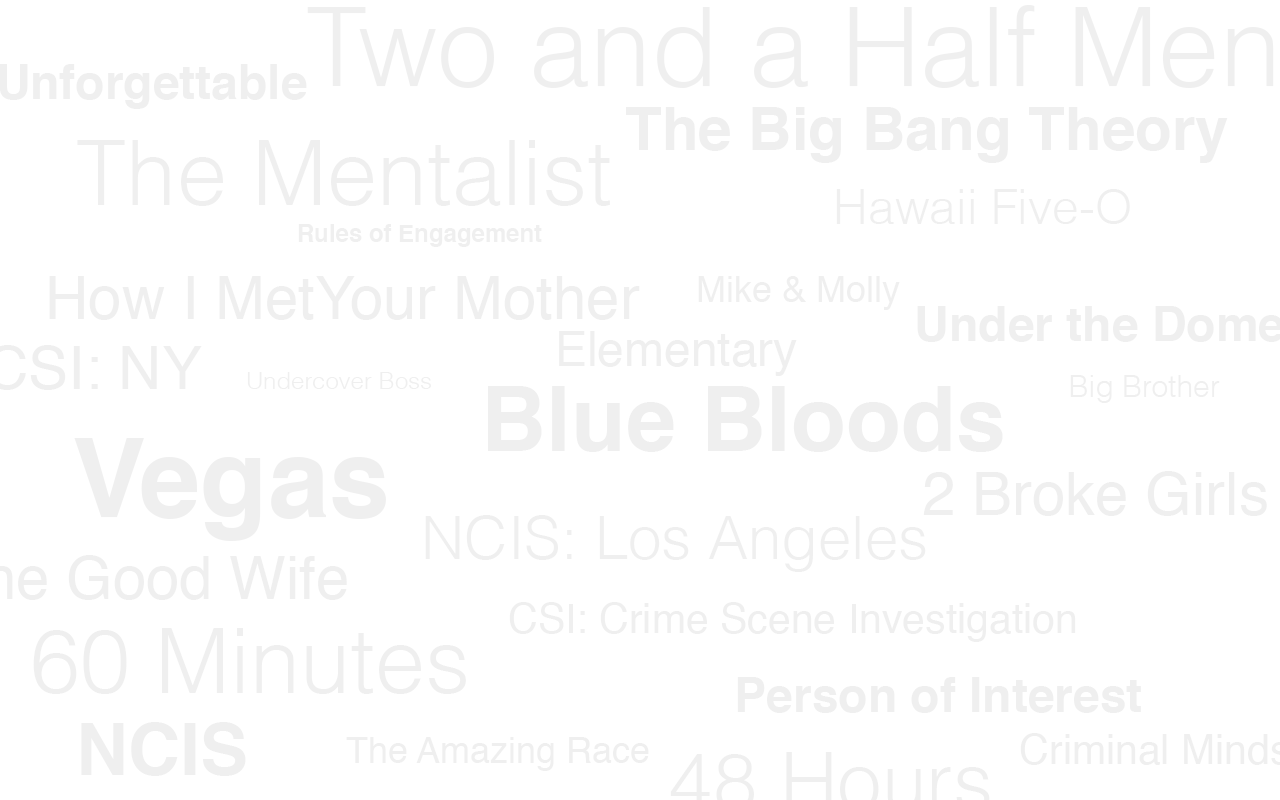 Two and a Half Men
Unforgettable
The Big Bang Theory
The Mentalist
Hawaii Five-O
Rules of Engagement
How I MetYour Mother
Mike & Molly
Under the Dome
Elementary
CSI: NY
Undercover Boss
Big Brother
Blue Bloods
Vegas
2 Broke Girls
NCIS: Los Angeles
he Good Wife
CSI: Crime Scene Investigation
60 Minutes
Person of Interest
NCIS
The Amazing Race
Criminal Minds
48 Hours